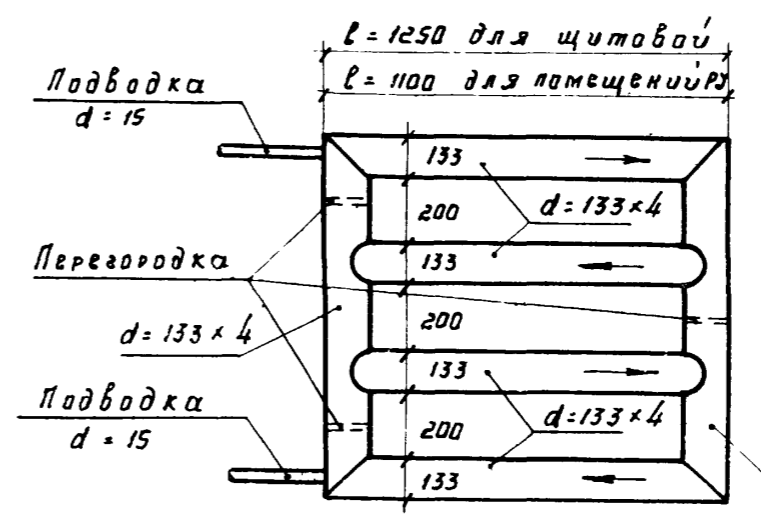 ℓ = 1250 для щитовой
ℓ = 1100 для помещений РУ
Подводка
d = 15
133
200
d = 133 × 4
133
Перегородка
200
d = 133 × 4
133
Подводка
d = 15
d = 133 × 4
200
133